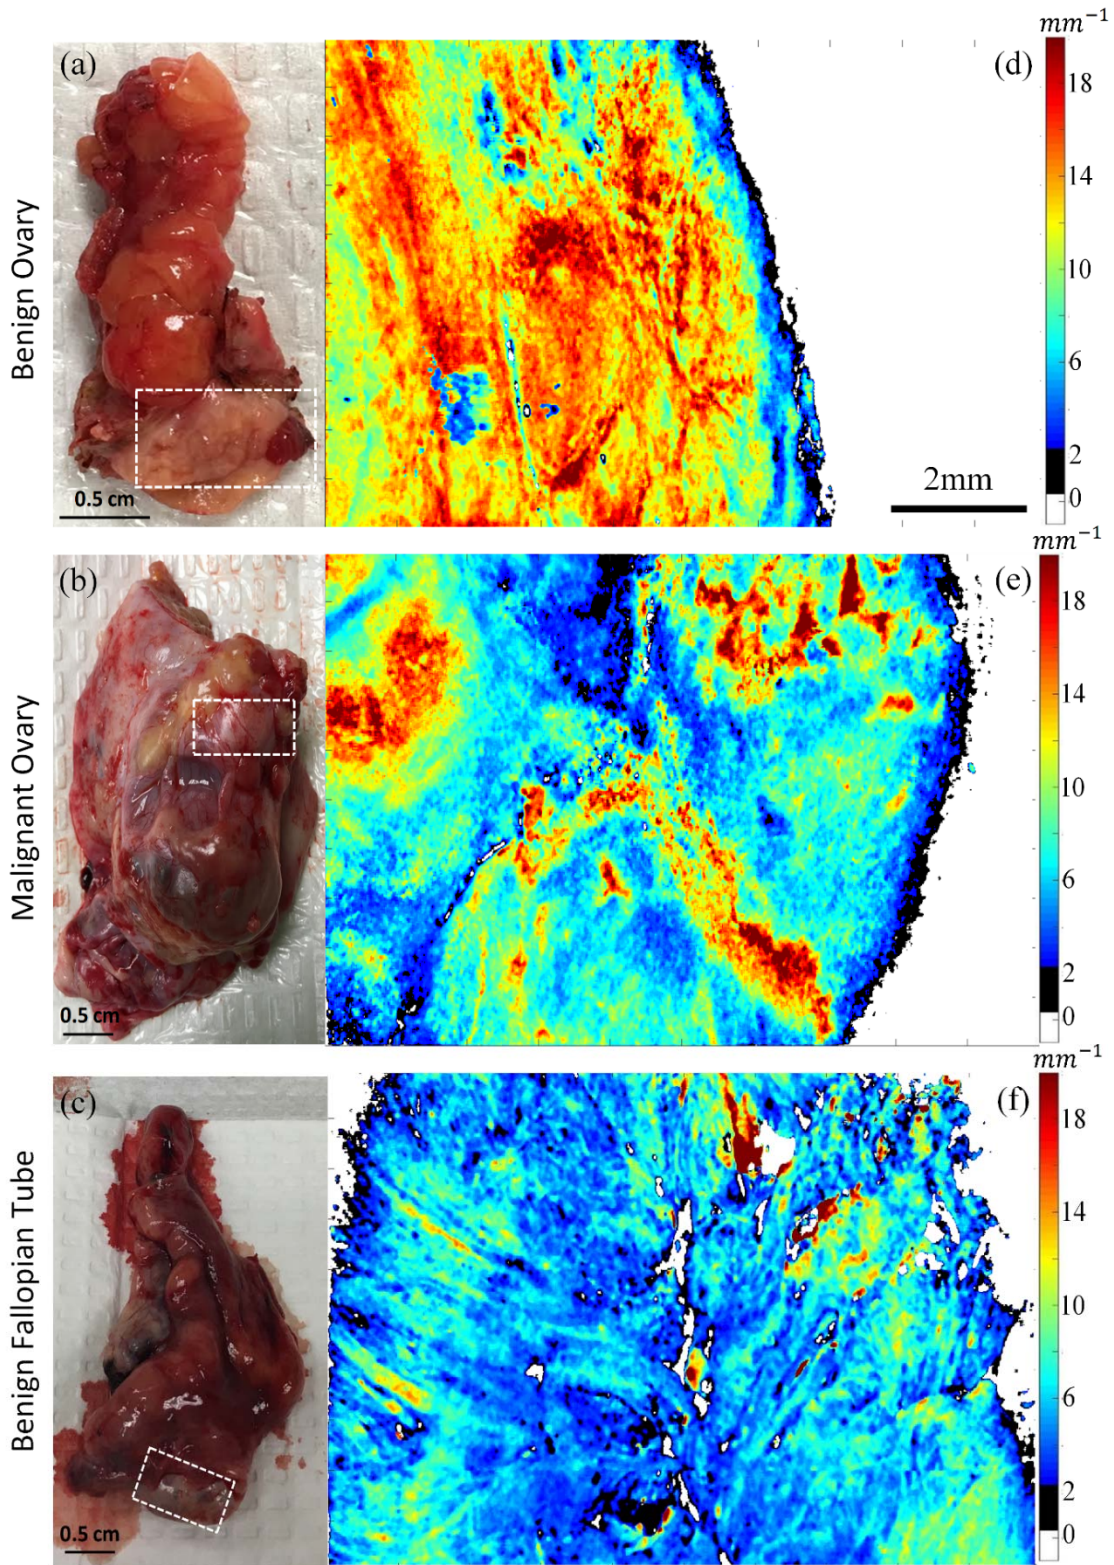 Benign Ovary
(a)
0.5 cm
(d)
2mm
mm⁻¹
18
14
10
6
2
0
Malignant Ovary
(b)
0.5 cm
(e)
mm⁻¹
18
14
10
6
2
0
Benign Fallopian Tube
(c)
0.5 cm
(f)
mm⁻¹
18
14
10
6
2
0